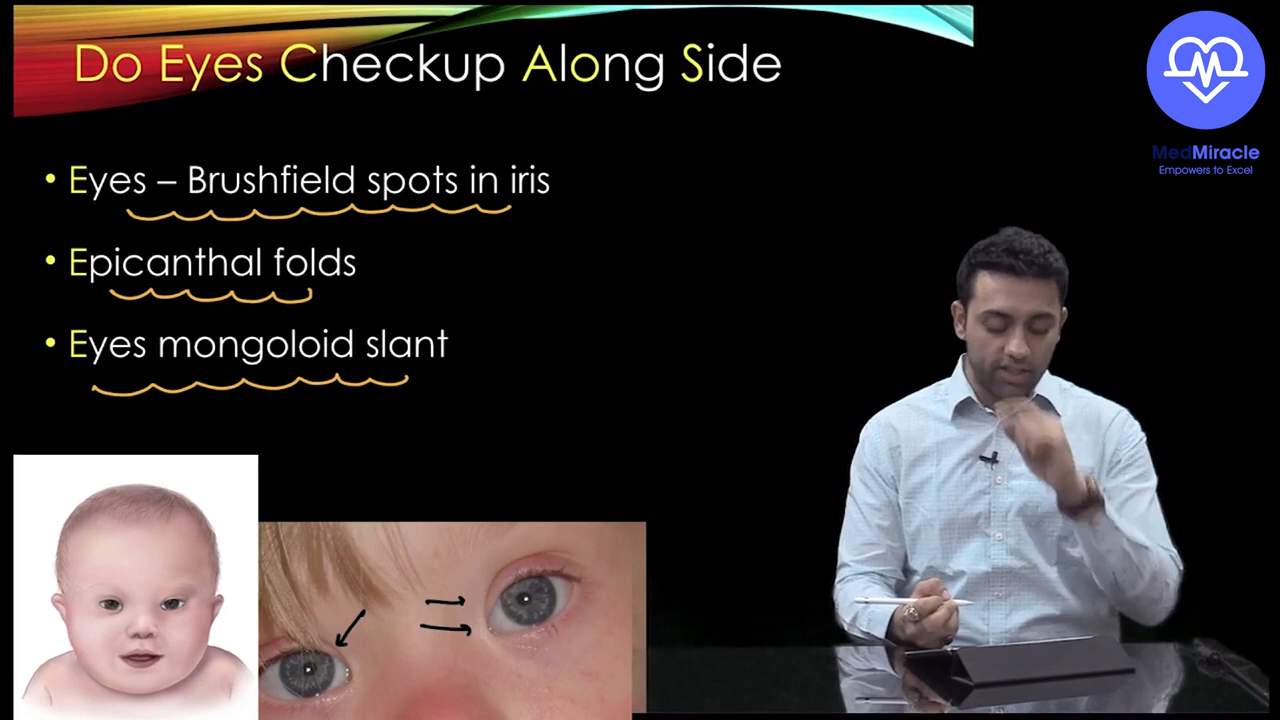 Do Eyes Checkup Along Side
• Eyes – Brushfield spots in iris
• Epicanthal folds
• Eyes mongoloid slant
MedMiracle
Empowers to Excel